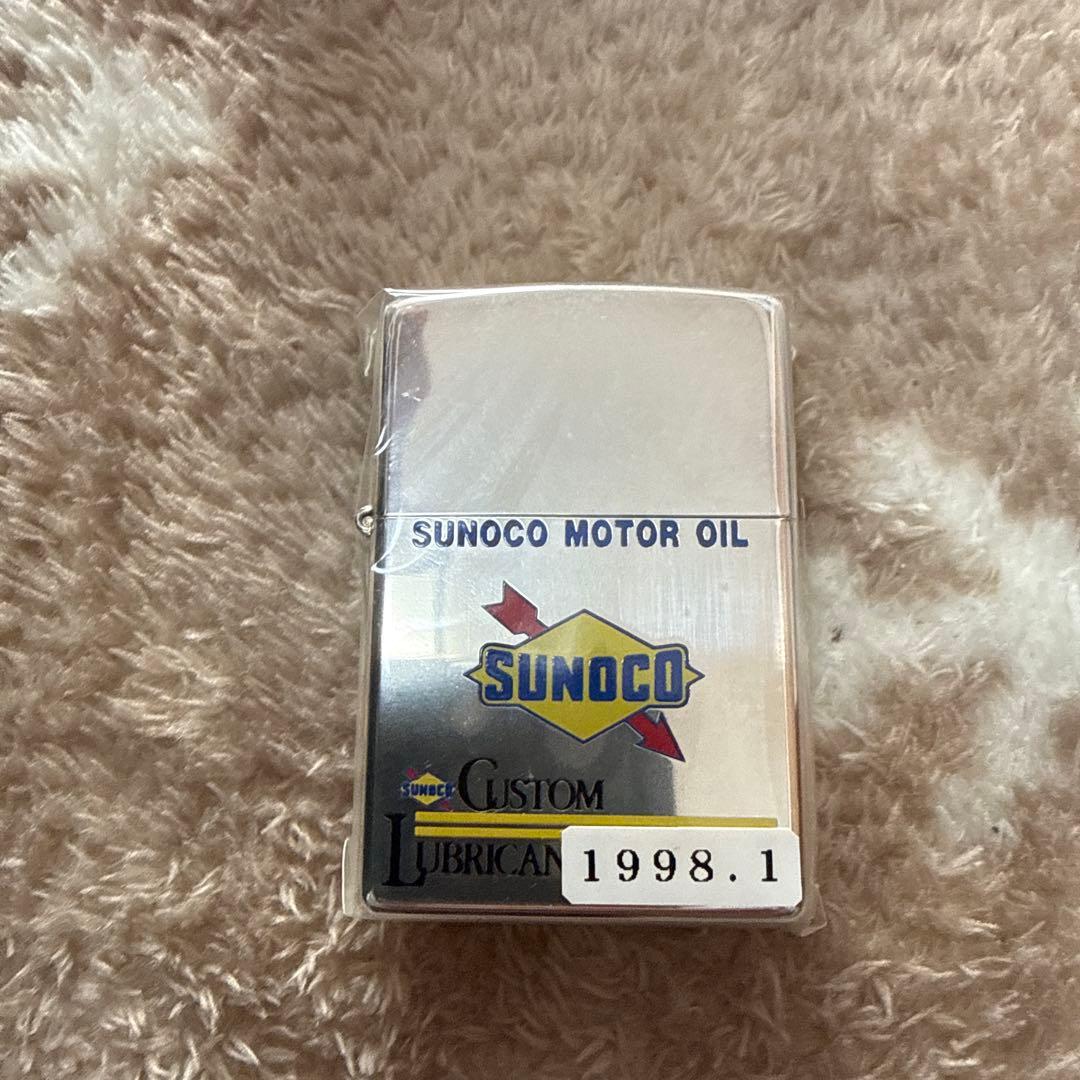 SUNOCO MOTOR OIL
SUNOCO
SUNOCO CUSTOM
LUBRICAN
1998.1